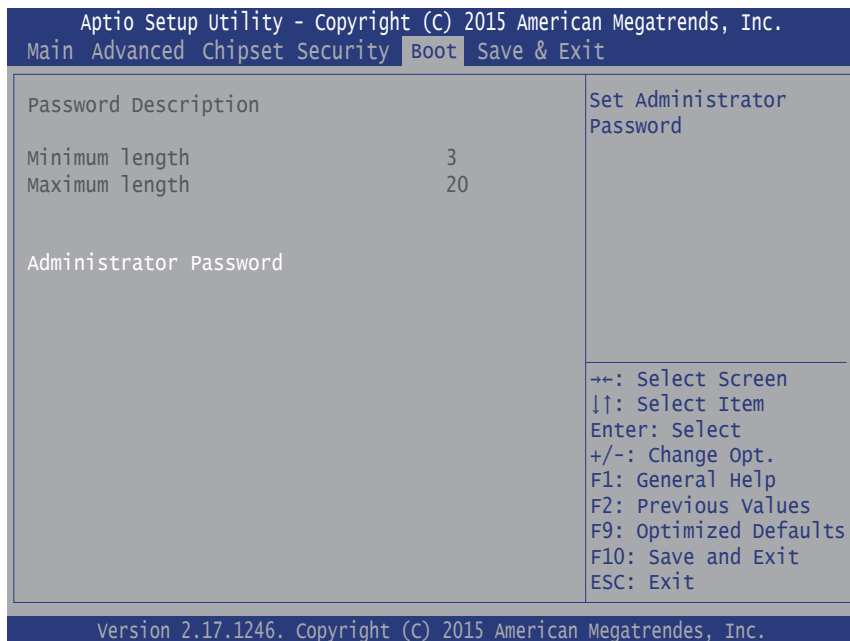 Aptio Setup Utility - Copyright (C) 2015 American Megatrends, Inc.
Main Advanced Chipset Security Boot Save & Exit
Password Description
Minimum length 3
Maximum length 20
Administrator Password
Set Administrator
Password
→←: Select Screen
↓↑: Select Item
Enter: Select
+/-: Change Opt.
F1: General Help
F2: Previous Values
F9: Optimized Defaults
F10: Save and Exit
ESC: Exit
Version 2.17.1246. Copyright (C) 2015 American Megatrendes, Inc.